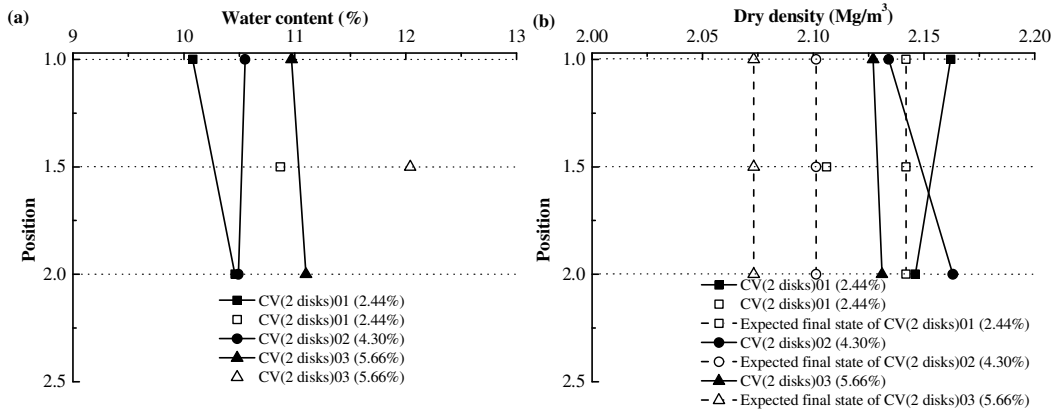 (a)
Water content (%)
9 10 11 12 13
1.0
1.5
2.0
2.5
Position
CV(2 disks)01 (2.44%)
CV(2 disks)01 (2.44%)
CV(2 disks)02 (4.30%)
CV(2 disks)03 (5.66%)
CV(2 disks)03 (5.66%)
(b)
Dry density (Mg/m³)
2.00 2.05 2.10 2.15 2.20
1.0
1.5
2.0
2.5
Position
CV(2 disks)01 (2.44%)
CV(2 disks)01 (2.44%)
Expected final state of CV(2 disks)01 (2.44%)
CV(2 disks)02 (4.30%)
Expected final state of CV(2 disks)02 (4.30%)
CV(2 disks)03 (5.66%)
Expected final state of CV(2 disks)03 (5.66%)